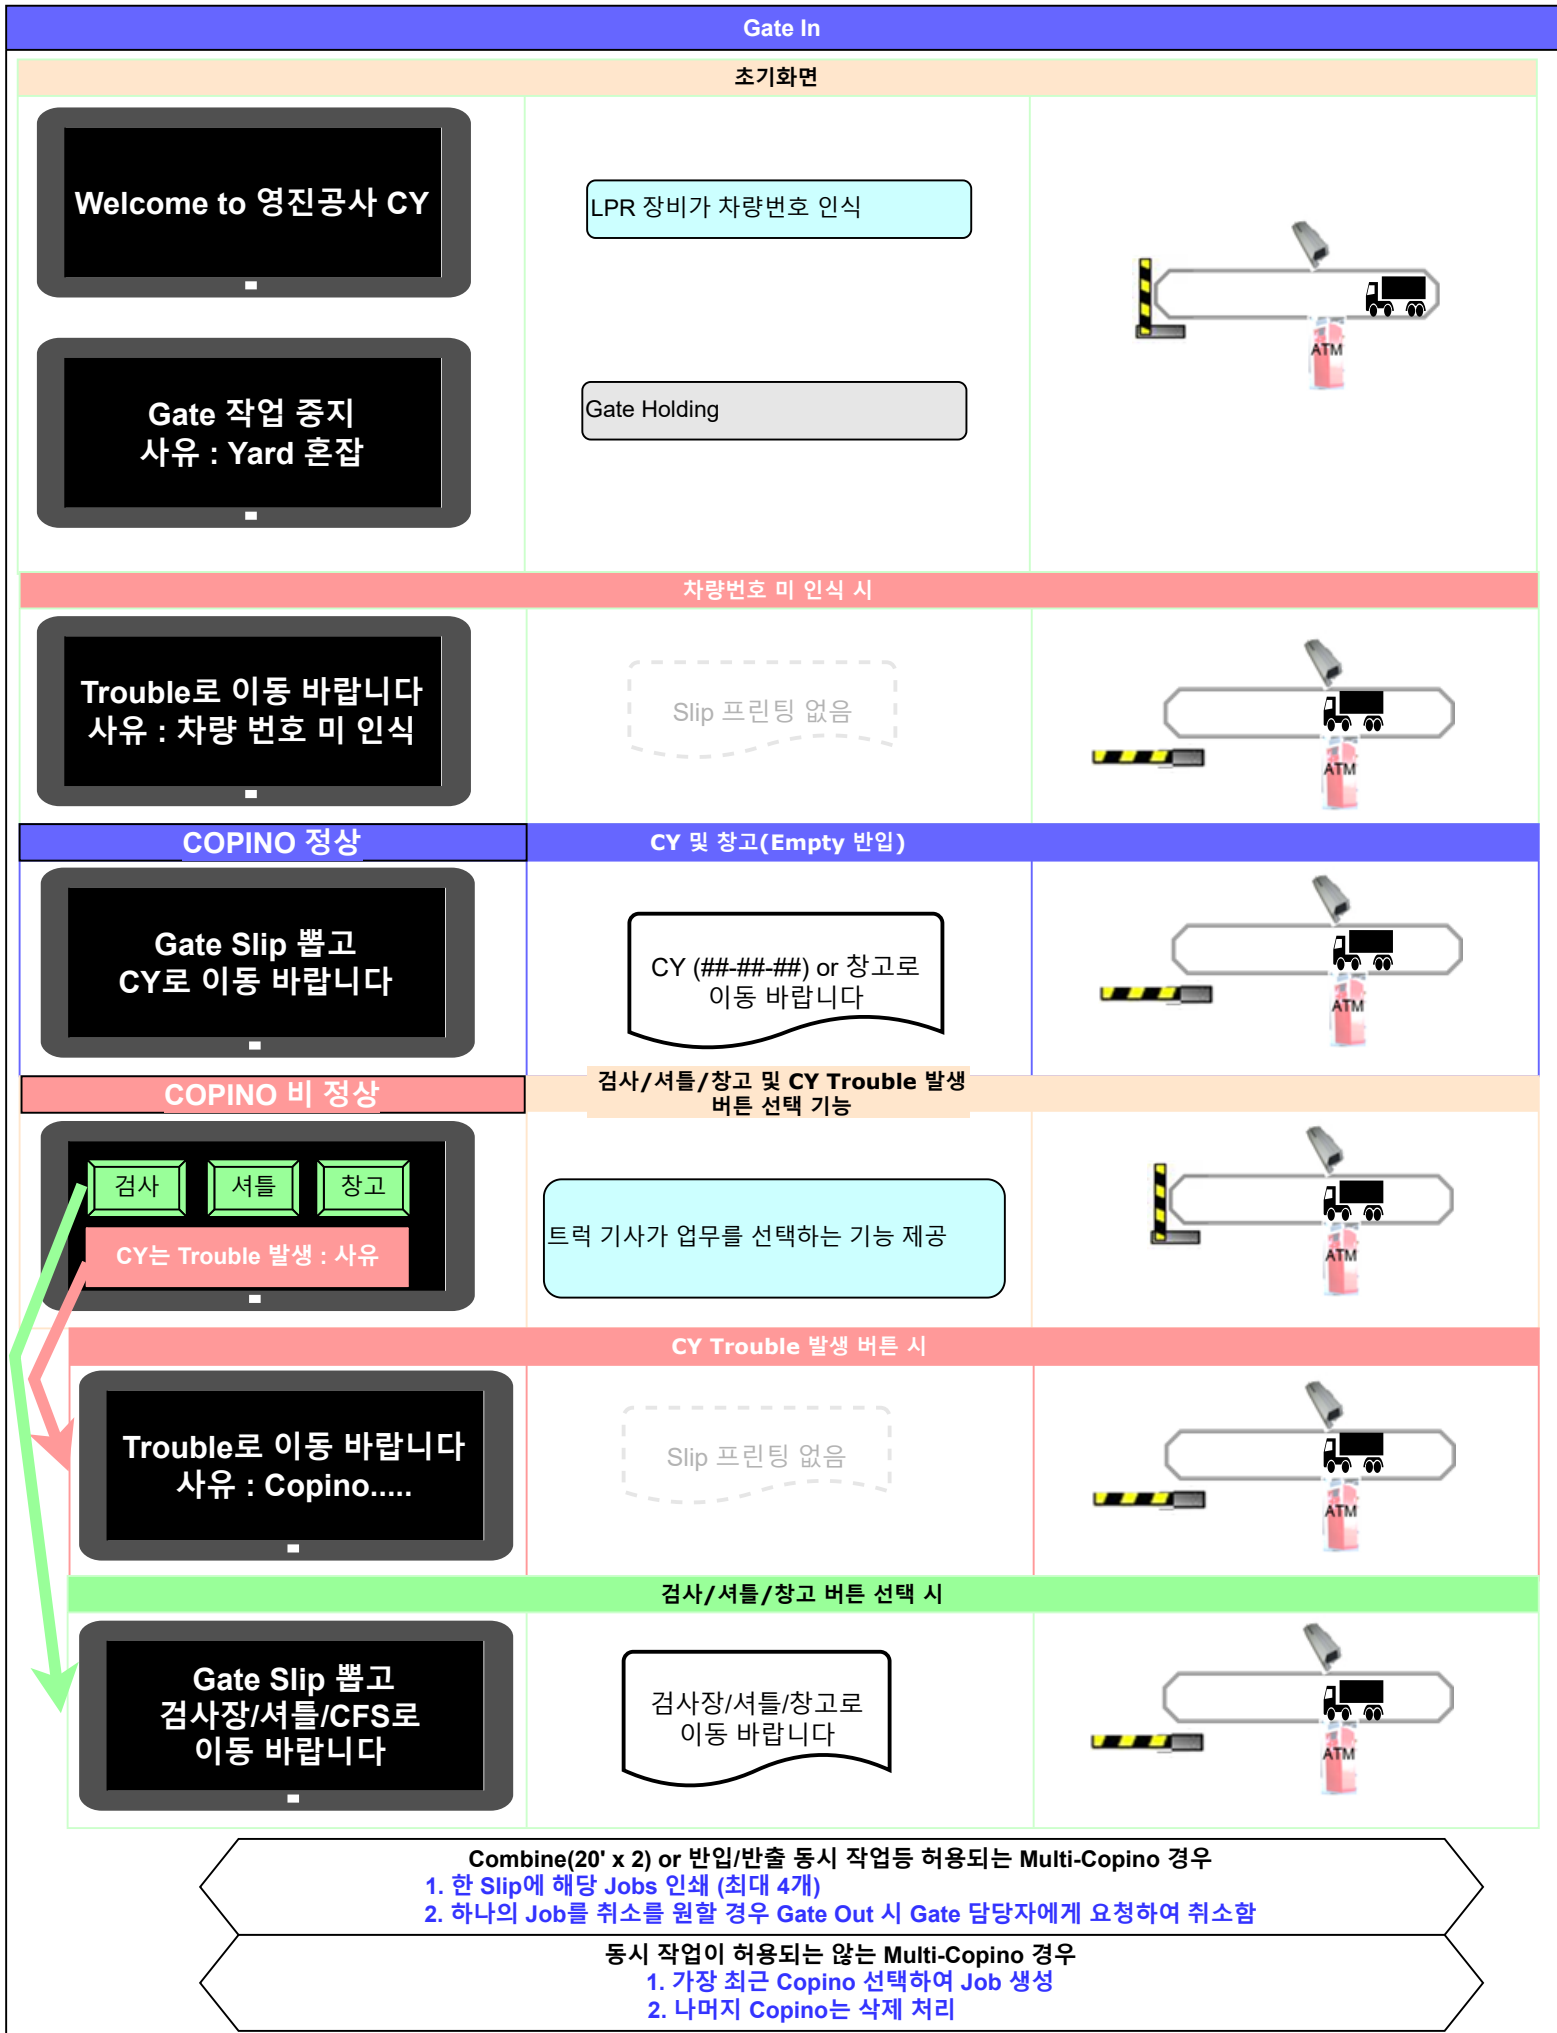 Gate In
초기화면
Welcome to 영진공사 CY
LPR 장비가 차량번호 인식
ATM
Gate 작업 중지
사유 : Yard 혼잡
Gate Holding
차량번호 미 인식 시
Trouble로 이동 바랍니다
사유 : 차량 번호 미 인식
Slip 프린팅 없음
ATM
COPINO 정상
CY 및 창고(Empty 반입)
Gate Slip 뽑고
CY로 이동 바랍니다
CY (##-##-##) or 창고로
이동 바랍니다
ATM
COPINO 비 정상
검사/셔틀/창고 및 CY Trouble 발생
버튼 선택 기능
검사
셔틀
창고
CY는 Trouble 발생 : 사유
트럭 기사가 업무를 선택하는 기능 제공
ATM
CY Trouble 발생 버튼 시
Trouble로 이동 바랍니다
사유 : Copino.....
Slip 프린팅 없음
ATM
검사/셔틀/창고 버튼 선택 시
Gate Slip 뽑고
검사장/셔틀/CFS로
이동 바랍니다
검사장/셔틀/창고로
이동 바랍니다
ATM
Combine(20' x 2) or 반입/반출 동시 작업등 허용되는 Multi-Copino 경우
1. 한 Slip에 해당 Jobs 인쇄 (최대 4개)
2. 하나의 Job를 취소를 원할 경우 Gate Out 시 Gate 담당자에게 요청하여 취소함
동시 작업이 허용되는 않는 Multi-Copino 경우
1. 가장 최근 Copino 선택하여 Job 생성
2. 나머지 Copino는 삭제 처리